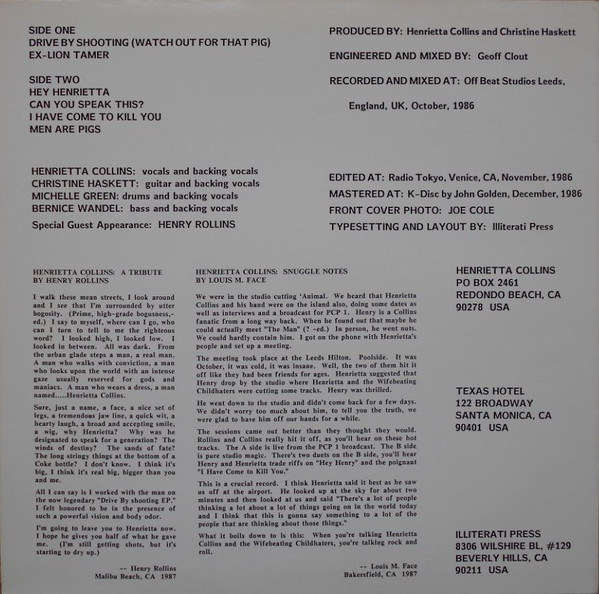 SIDE ONE
DRIVE BY SHOOTING (WATCH OUT FOR THAT PIG)
EX-LION TAMER
SIDE TWO
HEY HENRIETTA
CAN YOU SPEAK THIS?
I HAVE COME TO KILL YOU
MEN ARE PIGS
PRODUCED BY: Henrietta Collins and Christine Haskett
ENGINEERED AND MIXED BY: Geoff Clout
RECORDED AND MIXED AT: Off Beat Studios Leeds,
England, UK, October, 1986
HENRIETTA COLLINS: vocals and backing vocals
CHRISTINE HASKETT: guitar and backing vocals
MICHELLE GREEN: drums and backing vocals
BERNICE WANDEL: bass and backing vocals
Special Guest Appearance: HENRY ROLLINS
EDITED AT: Radio Tokyo, Venice, CA, November, 1986
MASTERED AT: K-Disc by John Golden, December, 1986
FRONT COVER PHOTO: JOE COLE
TYPESETTING AND LAYOUT BY: Illiterati Press
HENRIETTA COLLINS: A TRIBUTE
BY HENRY ROLLINS
I walk these mean streets, I look around
and I see that I'm surrounded by utter
bogusity. (Prime, high-grade bogusness,-
ed.) I say to myself, where can I go, who
can I turn to tell me the righteous
word? I looked high, I looked low. I
looked in between. All was dark. From
the urban glade steps a man, a real man.
A man who walks with conviction, a man
who looks upon the world with an intense
gaze usually reserved for gods and
maniacs. A man who wears a dress, a man
named.....Henrietta Collins.
Sure, just a name, a face, a nice set of
legs, a tremendous jaw line, a quick wit, a
hearty laugh, a broad and accepting smile,
a wig, why Henrietta? Why was he
designated to speak for a generation? The
winds of destiny? The sands of fate?
The long stringy things at the bottom of a
Coke bottle? I don't know. I think it's
big, I think it's real big, bigger than you
and me.
All I can say is I worked with the man on
the now legendary "Drive By shooting EP."
I felt honored to be in the presence of
such a powerful vision and body odor.
I'm going to leave you to Henrietta now.
I hope he gives you half of what he gave
me. (I'm still getting shots, but it's
starting to dry up.)
-- Henry Rollins
Malibu Beach, CA 1987
HENRIETTA COLLINS: SNUGGLE NOTES
BY LOUIS M. FACE
We were in the studio cutting 'Animal. We heard that Henrietta
Collins and his band were on the island also, doing some dates as
well as interviews and a broadcast for PCP 1. Henry is a Collins
fanatic from a long way back. When he found out that maybe he
could actually meet "The Man" (? -ed.) In person, he went nuts.
We could hardly contain him. I got on the phone with Henrietta's
people and set up a meeting.
The meeting took place at the Leeds Hilton. Poolside. It was
October, it was cold, it was insane. Well, the two of them hit it
off like they had been friends for ages. Henrietta suggested that
Henry drop by the studio where Henrietta and the Wifebeating
Childhaters were cutting some tracks. Henry was thrilled.
He went down to the studio and didn't come back for a few days.
We didn't worry too much about him, to tell you the truth, we
were glad to have him off our hands for a while.
The sessions came out better than they thought they would.
Rollins and Collins really hit it off, as you'll hear on these hot
tracks. The A side is live from the PCP 1 broadcast. The B side
is pure studio magic. There's two duets on the B side, you'll hear
Henry and Henrietta trade riffs on "Hey Henry" and the poignant
"I Have Come to Kill You."
This is a crucial record. I think Henrietta said it best as he saw
us off at the airport. He looked up at the sky for about two
minutes and then looked at us and said "There's a lot of people
thinking a lot about a lot of things going on in the world today
and I think that this is gonna say something to a lot of the
people that are thinking about those things."
What it boils down to is this: When you're talking Henrietta
Collins and the Wifebeating Childhaters, you're talking rock and
roll.
-- Louis M. Face
Bakersfield, CA 1987
HENRIETTA COLLINS
PO BOX 2461
REDONDO BEACH, CA
90278 USA
TEXAS HOTEL
122 BROADWAY
SANTA MONICA, CA
90401 USA
ILLITERATI PRESS
8306 WILSHIRE BL, #129
BEVERLY HILLS, CA
90211 USA